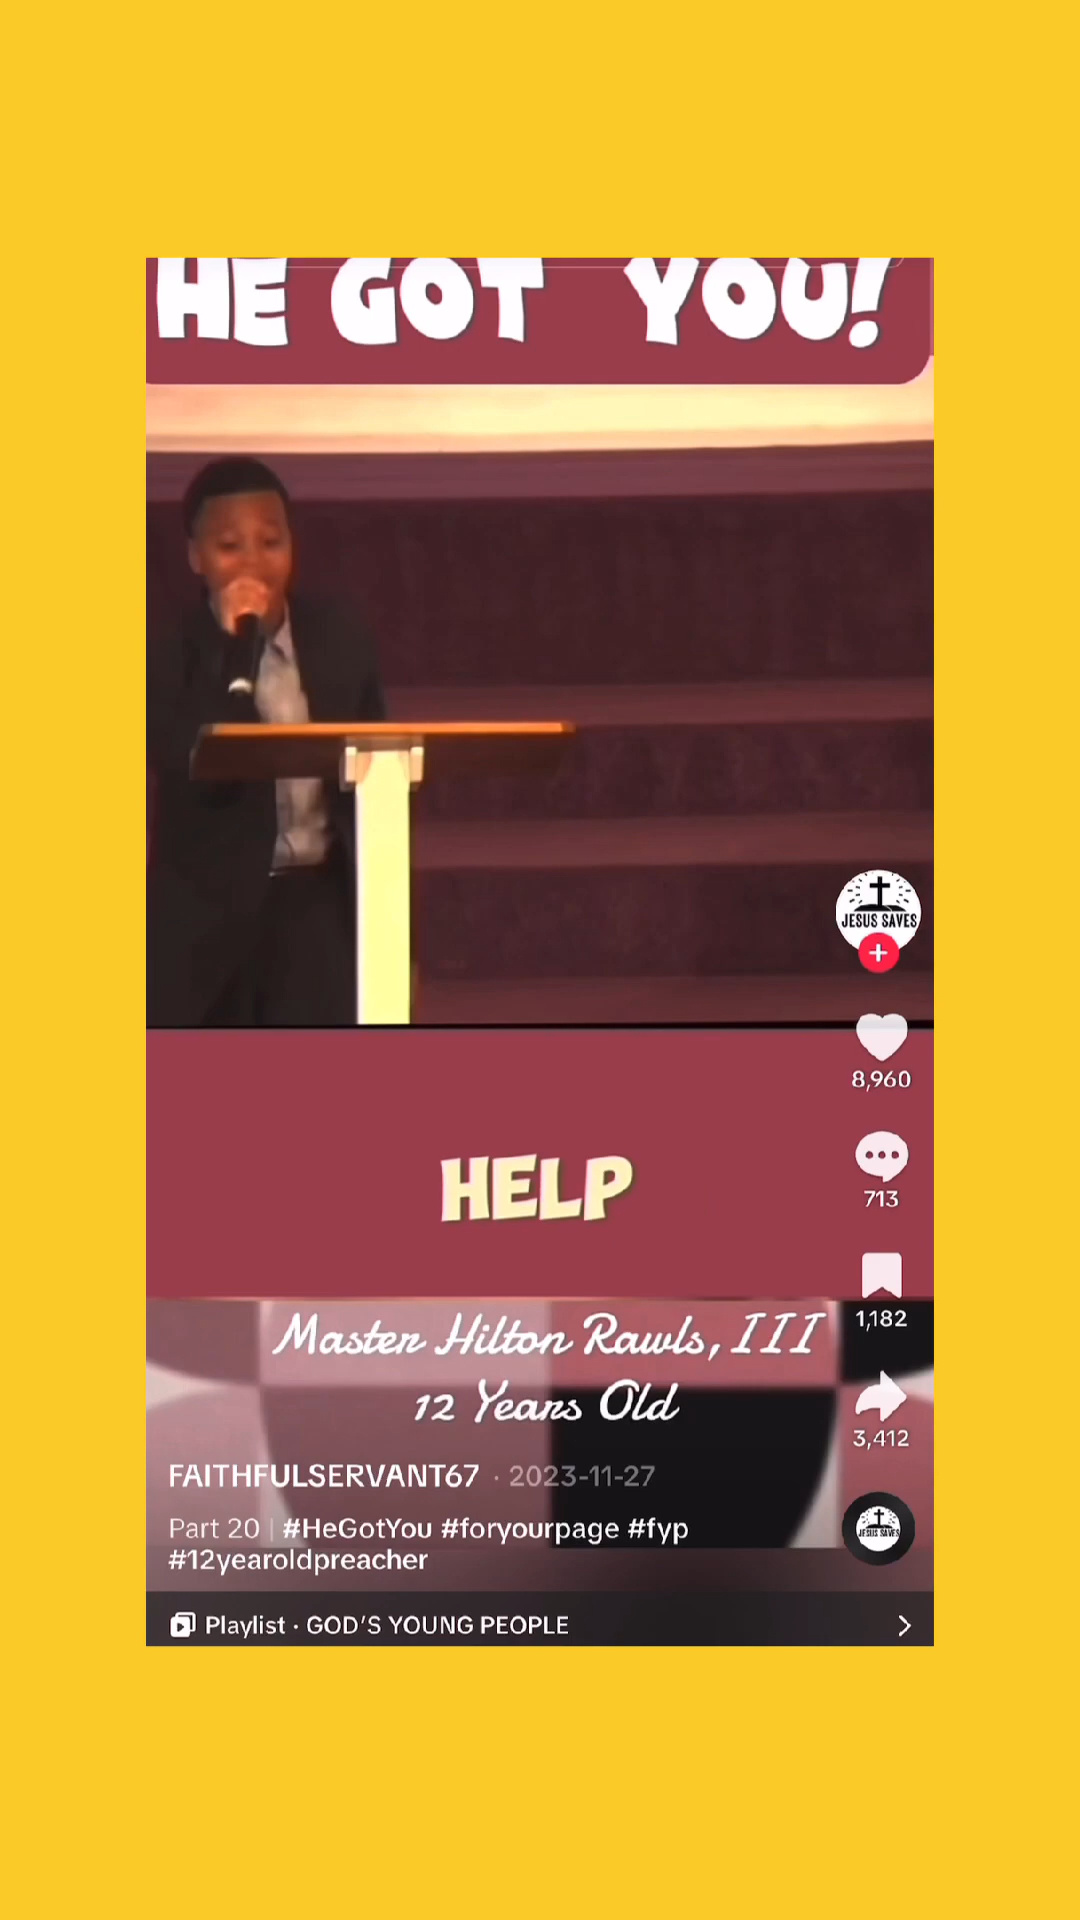 HE GOT YOU!
JESUS SAVES
8,960
713
HELP
1,182
Master Hilton Rawls, III
12 Years Old
3,412
FAITHFULSERVANT67 · 2023-11-27
Part 20 | #HeGotYou #foryourpage #fyp
#12yearoldpreacher
JESUS SAVES
Playlist · GOD'S YOUNG PEOPLE